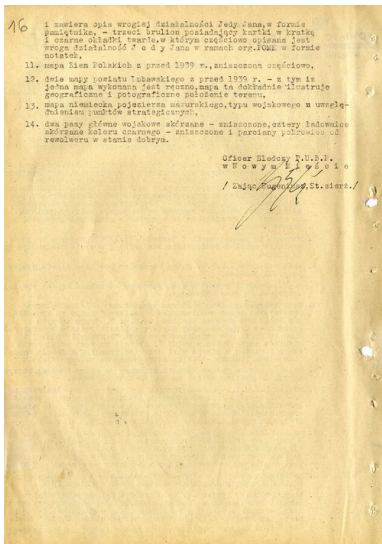 16
i zawiera opis wrogiej działalności Jedy Jana, w formie
pamiętnika, - trzeci brulion posiadający kartki w kratkę
i czarne okładki twarde, w którym częściowo opisana jest
wroga działalność J e d y Jana w ramach org. POMK w formie
notatek,
11. mapa Ziem Polskich z przed 1939 r., zniszczona częściowo,
12. dwie mapy powiatu Lubawskiego z przed 1939 r. - z tym iż
jedna mapa wykonana jest ręcznie, mapa ta dokładnie ilustruje
geograficzne i potograficzne położenie terenu,
13. mapa niemiecka pojezierza mazurskiego, typu wojskowego z uwzglę-
dnieniem punktów strategicznych,
14. dwa pasy główne wojskowe skórzane - zniszczone, cztery ładownice
skórzane koloru czarnego - zniszczone i parciany pokrowiec od
rewolweru w stanie dobrym.
Oficer Śledczy P.U.B.P.
w Nowym Mieście
/ Zając Eugeniusz, St. sierż./